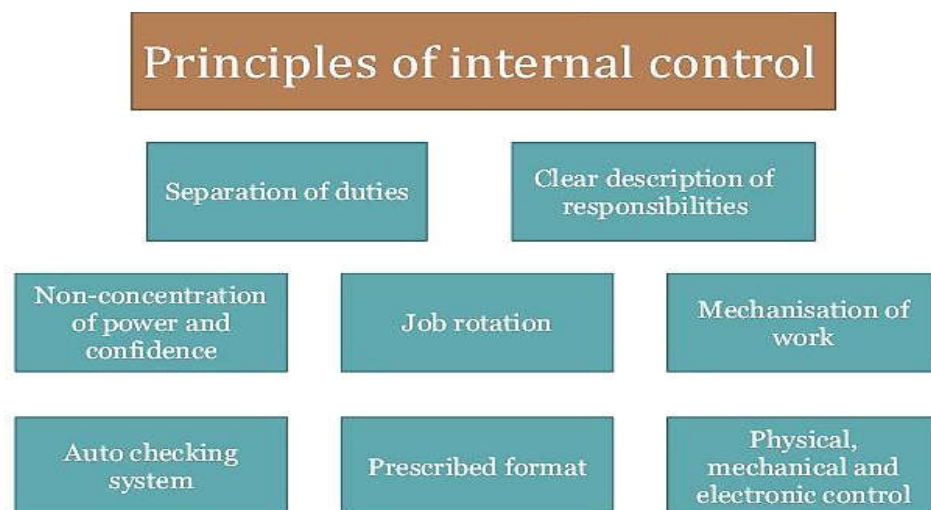 Principles of internal control
Separation of duties
Clear description of
responsibilities
Non-concentration
of power and
confidence
Job rotation
Mechanisation of
work
Auto checking
system
Prescribed format
Physical,
mechanical and
electronic control